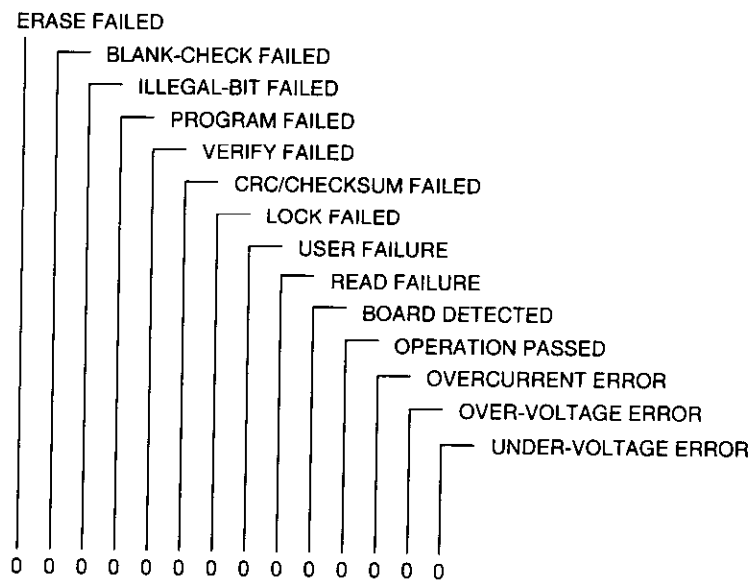 ERASE FAILED
BLANK-CHECK FAILED
ILLEGAL-BIT FAILED
PROGRAM FAILED
VERIFY FAILED
CRC/CHECKSUM FAILED
LOCK FAILED
USER FAILURE
READ FAILURE
BOARD DETECTED
OPERATION PASSED
OVERCURRENT ERROR
OVER-VOLTAGE ERROR
UNDER-VOLTAGE ERROR
0 0 0 0 0 0 0 0 0 0 0 0 0 0